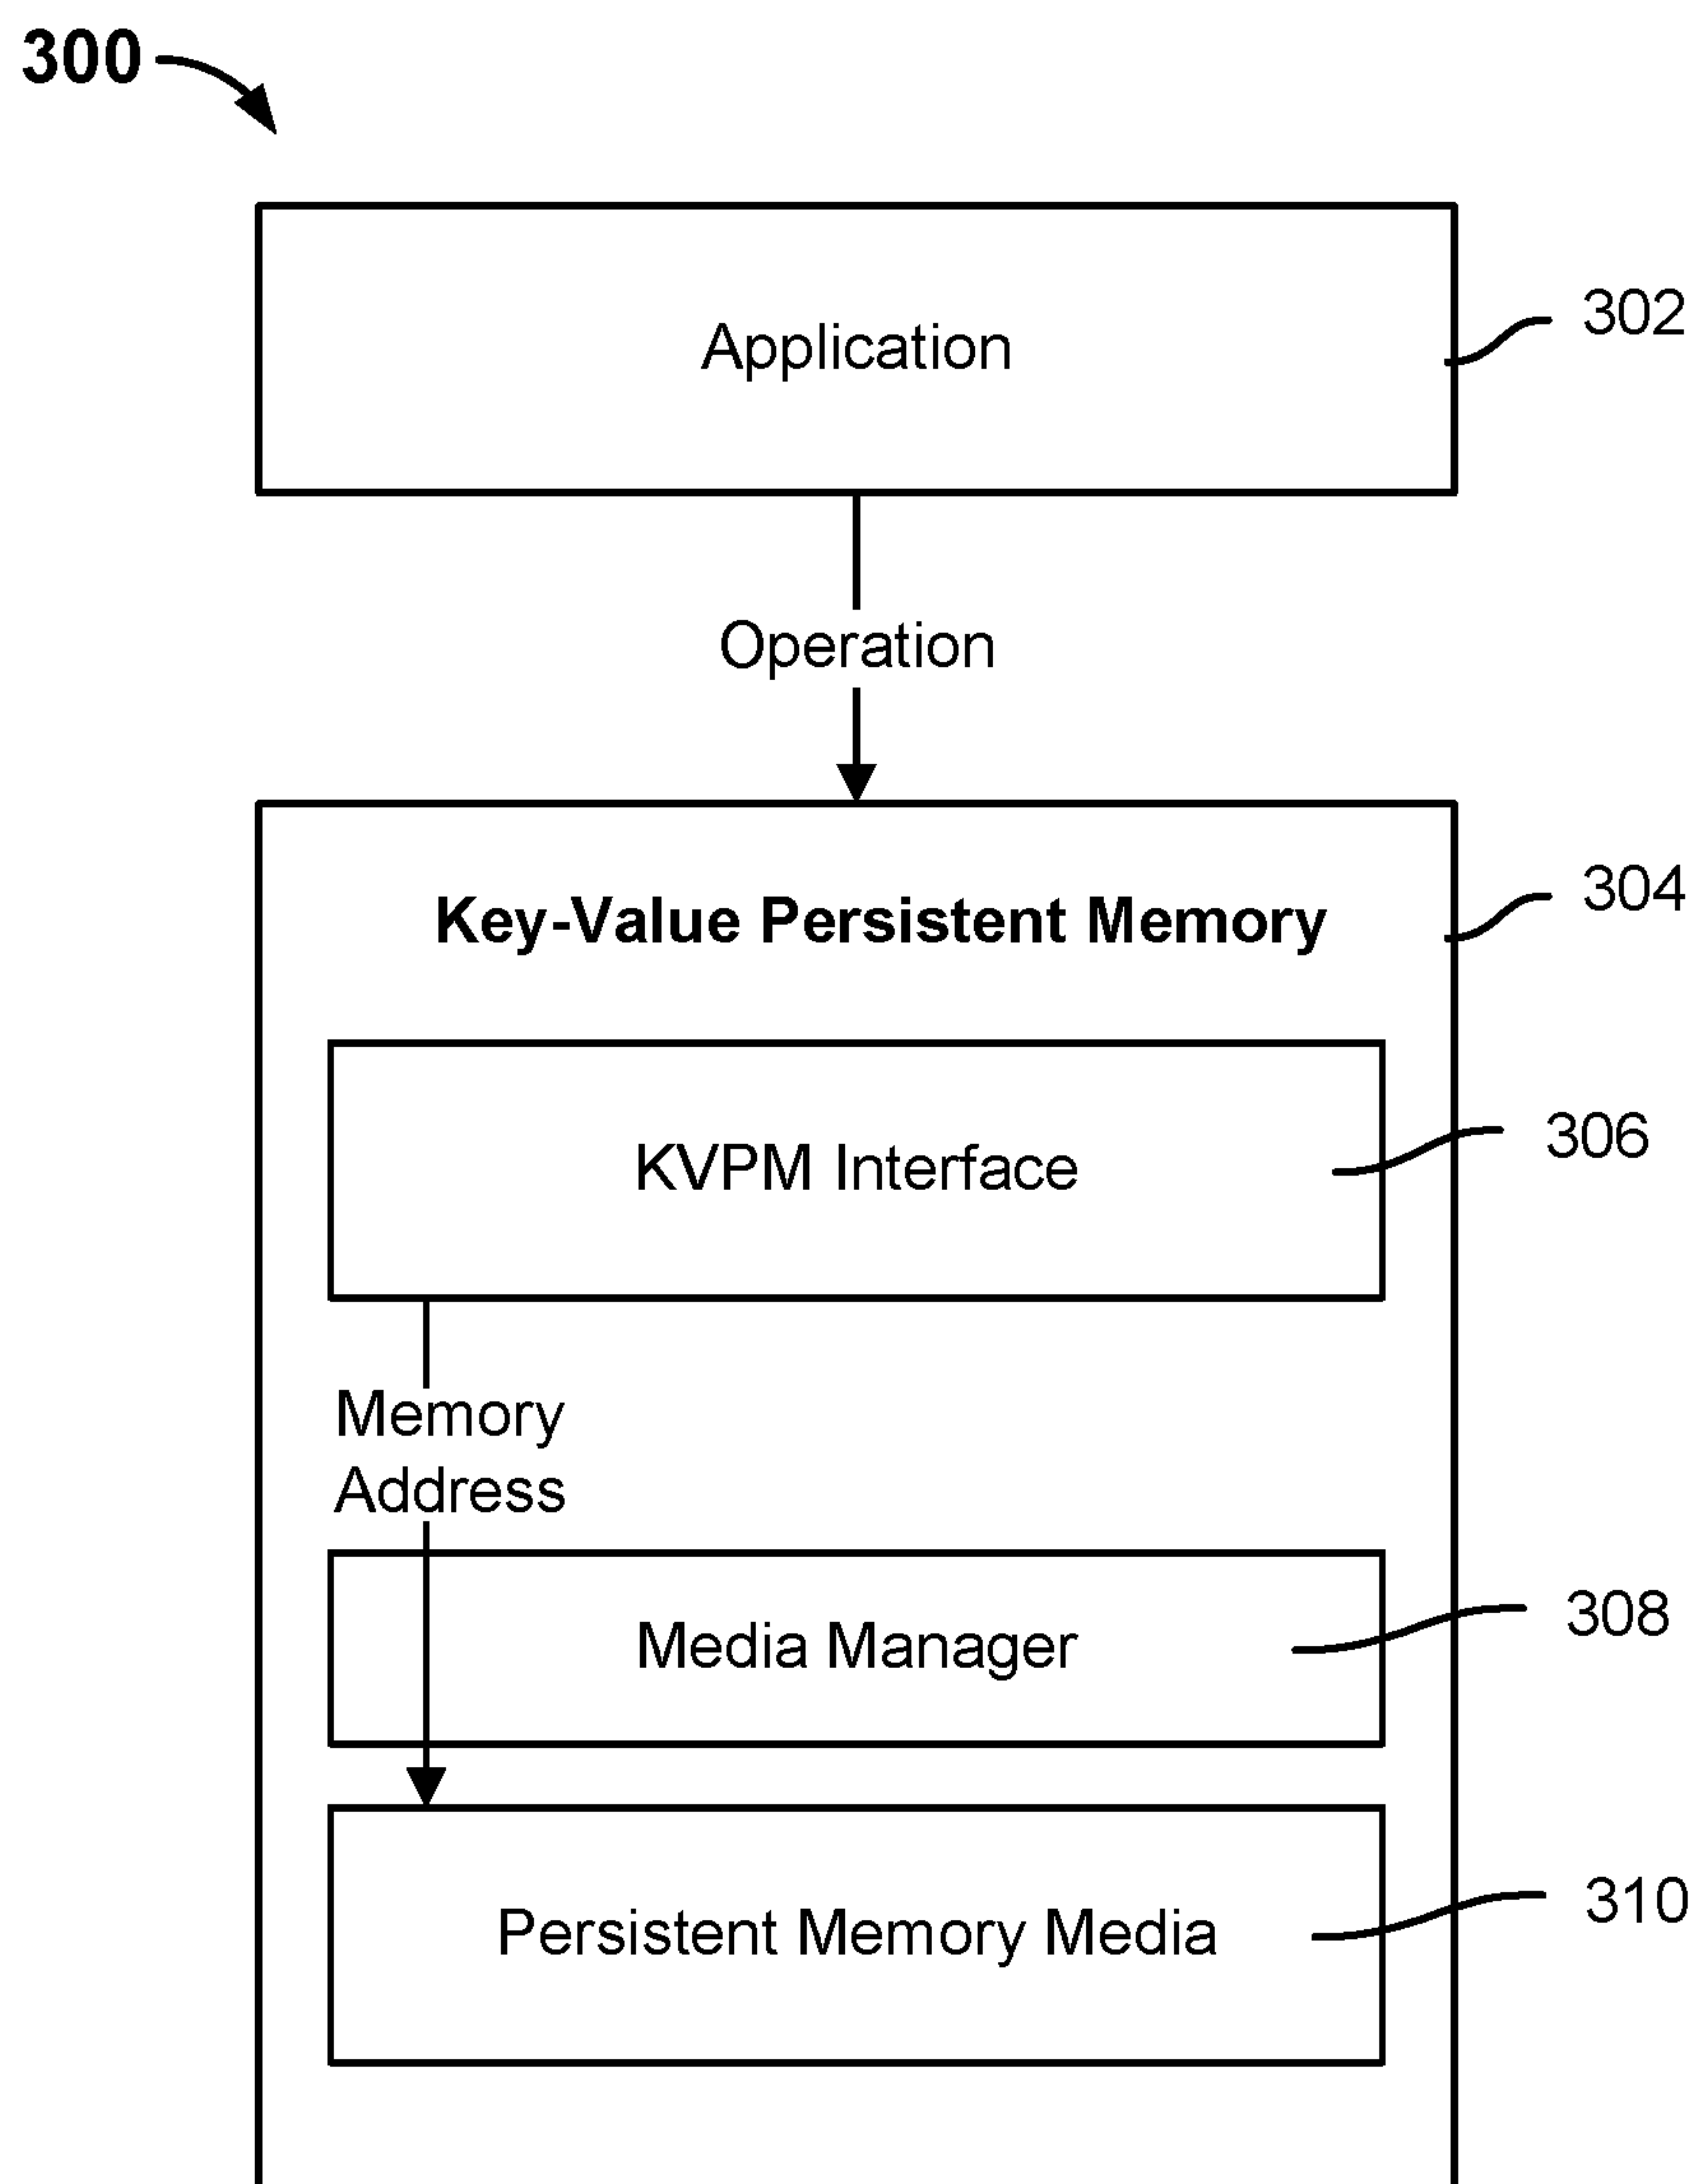 300
Application
302
Operation
304
Key-Value Persistent Memory
KVPM Interface
306
Memory
Address
Media Manager
308
Persistent Memory Media
310